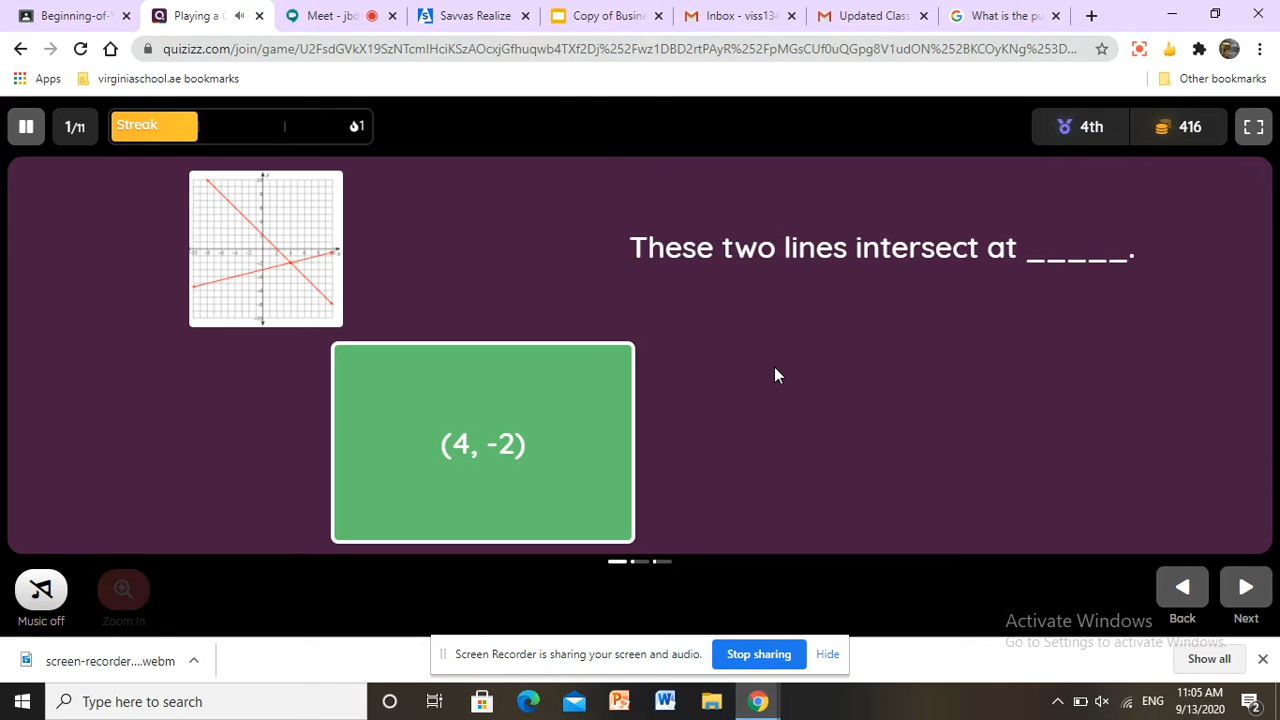 Beginning-of-Y
Playing a G
Meet - jbd
Savvas Realize
Copy of Busine
Inbox - viss134
Updated Class
What is the pu
quizizz.com/join/game/U2FsdGVkX19SzNTcmIHaKSzAOcxjGfhuqwb4TXf2Dj%252Fwz1DBD2rtPAyR%252FpMGsCUf0uQGpg8V1udON%252BKCOyKNg%253D...
Apps
virginiaschool.ae bookmarks
Other bookmarks
1/11
Streak
1
4th
416
These two lines intersect at _____.
(4, -2)
Music off
Zoom In
Back
Next
Activate Windows
Go to Settings to activate Windows.
Screen Recorder is sharing your screen and audio.
Stop sharing
Hide
screen-recorder....webm
Show all
Type here to search
ENG
11:05 AM
9/13/2020
2